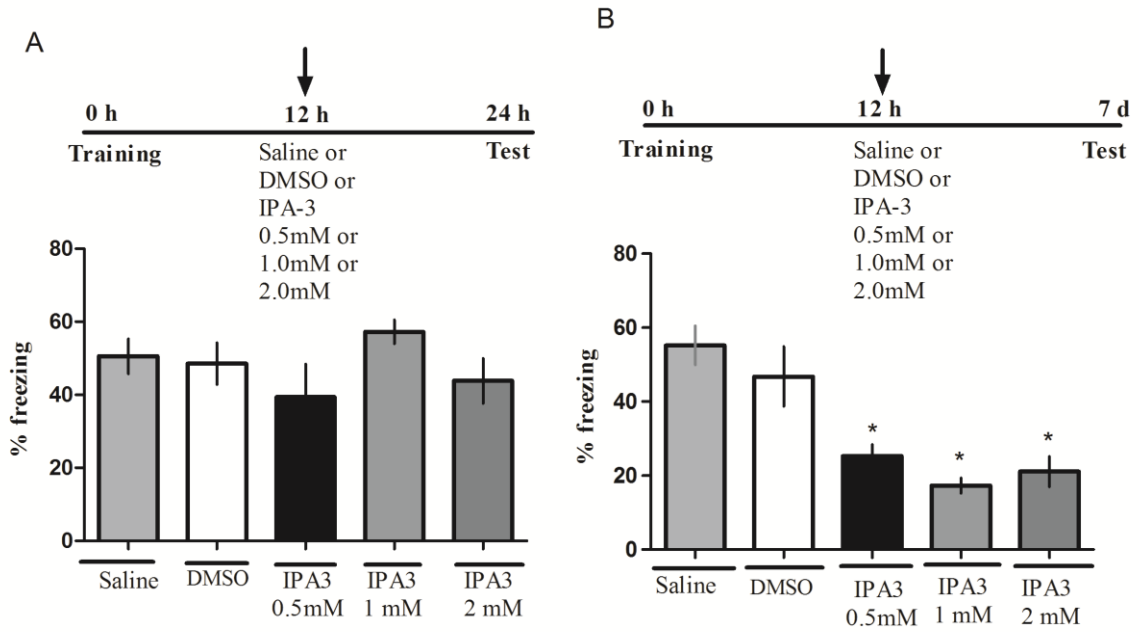 A
0 h 12 h 24 h
Training Saline or Test
DMSO or
IPA-3
0.5mM or
1.0mM or
2.0mM
80
60
40
20
0
% freezing
Saline DMSO IPA3 IPA3 IPA3
0.5mM 1 mM 2 mM
B
0 h 12 h 7 d
Training Saline or Test
DMSO or
IPA-3
0.5mM or
1.0mM or
2.0mM
80
60
40
20
0
% freezing
* * *
Saline DMSO IPA3 IPA3 IPA3
0.5mM 1 mM 2 mM